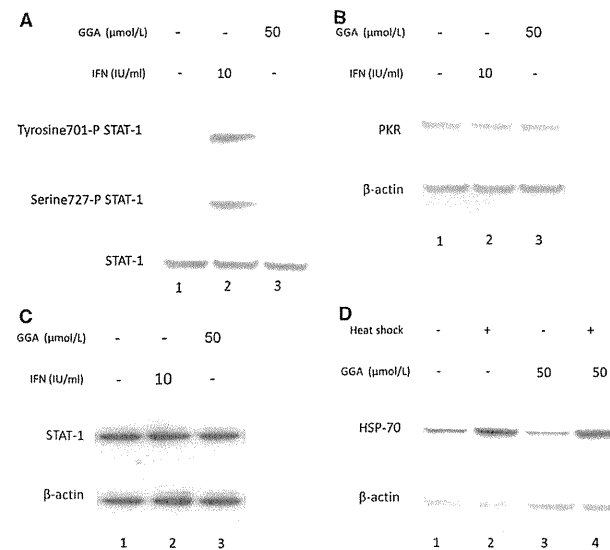 A
GGA (μmol/L) - - 50
IFN (IU/ml) - 10 -
Tyrosine701-P STAT-1
Serine727-P STAT-1
STAT-1
1 2 3
B
GGA (μmol/L) - - 50
IFN (IU/ml) - 10 -
PKR
β-actin
1 2 3
C
GGA (μmol/L) - - 50
IFN (IU/ml) - 10 -
STAT-1
β-actin
1 2 3
D
Heat shock - + - +
GGA (μmol/L) - - 50 50
HSP-70
β-actin
1 2 3 4